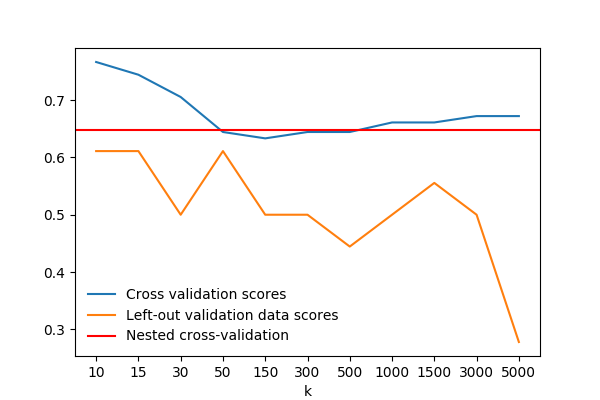 0.7
0.6
0.5
0.4
0.3
Cross validation scores
Left-out validation data scores
Nested cross-validation
10 15 30 50 150 300 500 1000 1500 3000 5000
k